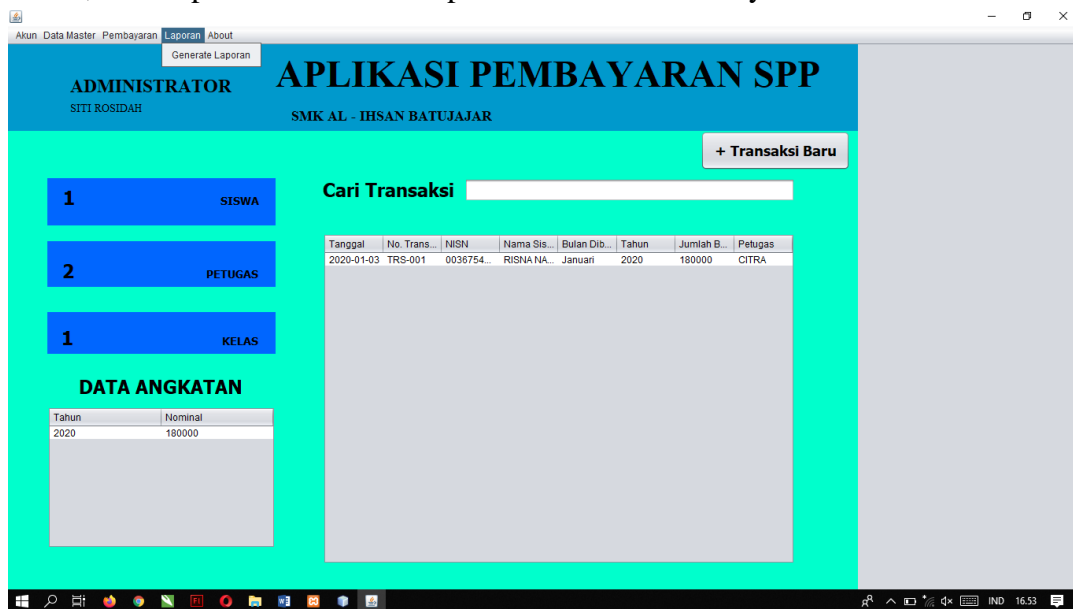 Akun Data Master Pembayaran Laporan About
Generate Laporan
ADMINISTRATOR
SITI ROSIDAH
APLIKASI PEMBAYARAN SPP
SMK AL - IHSAN BATUJAJAR
+ Transaksi Baru
1 SISWA
2 PETUGAS
1 KELAS
Cari Transaksi
Tanggal No. Trans... NISN Nama Sis... Bulan Dib... Tahun Jumlah B... Petugas
2020-01-03 TRS-001 0036754... RISNA NA... Januari 2020 180000 CITRA
DATA ANGKATAN
Tahun Nominal
2020 180000
IND 16.53